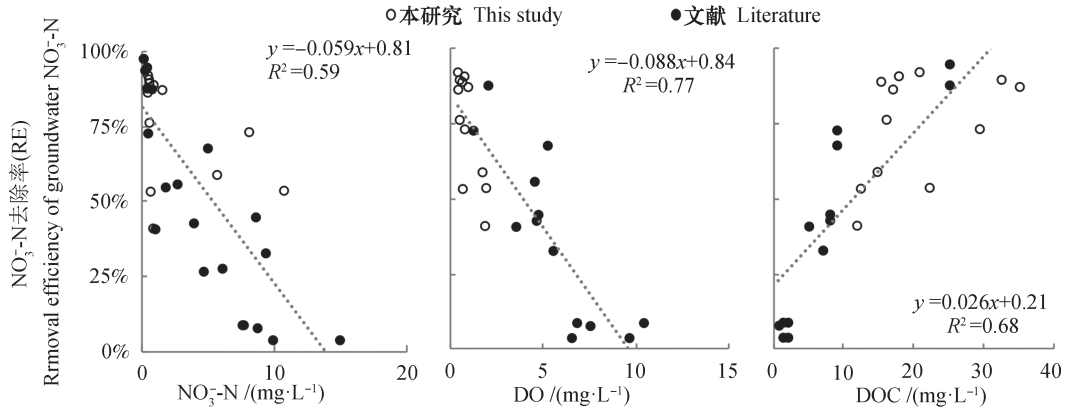 本研究 This study 文献 Literature
NO₃⁻-N去除率(RE)
Rrmoval efficiency of groundwater NO₃⁻-N
100%
75%
50%
25%
0%
y=−0.059x+0.81
R²=0.59
0 10 20
NO₃⁻-N /(mg·L⁻¹)
y=−0.088x+0.84
R²=0.77
0 5 10 15
DO /(mg·L⁻¹)
y=0.026x+0.21
R²=0.68
0 10 20 30 40
DOC /(mg·L⁻¹)